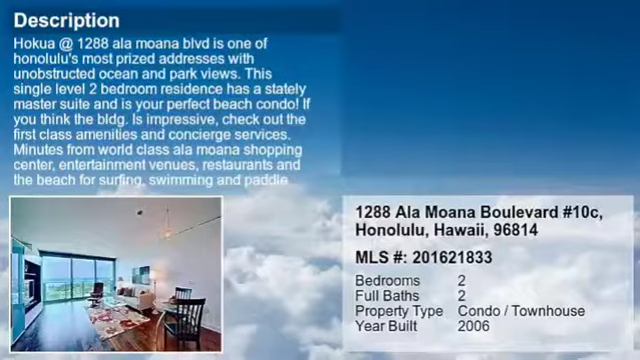 Description
Hokua @ 1288 ala moana blvd is one of
honolulu's most prized addresses with
unobstructed ocean and park views. This
single level 2 bedroom residence has a stately
master suite and is your perfect beach condo! If
you think the bldg. Is impressive, check out the
first class amenities and concierge services.
Minutes from world class ala moana shopping
center, entertainment venues, restaurants and
the beach for surfing, swimming and paddle
1288 Ala Moana Boulevard #10c,
Honolulu, Hawaii, 96814
MLS #: 201621833
Bedrooms 2
Full Baths 2
Property Type Condo / Townhouse
Year Built 2006